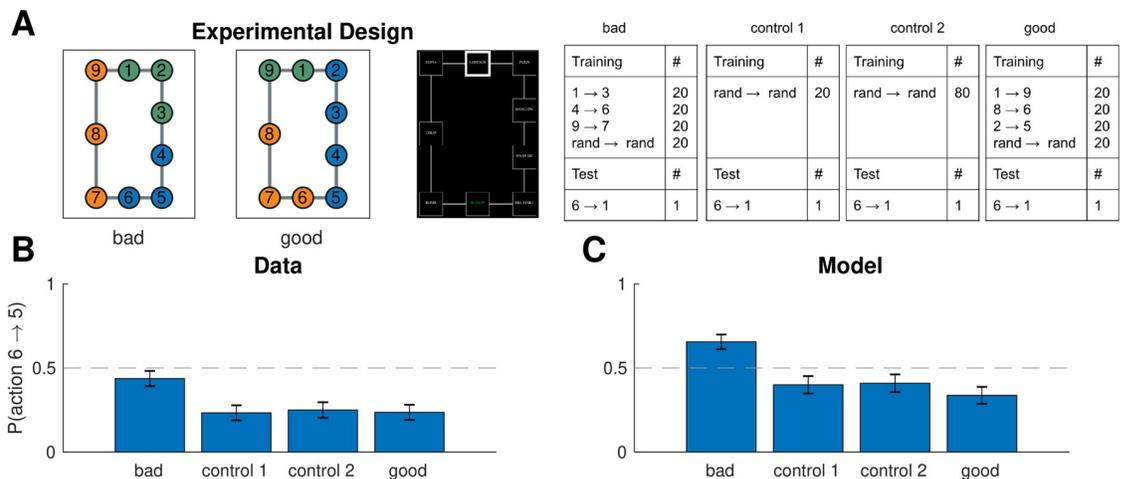 A
Experimental Design
9 1 2
3
8
4
7 6 5
bad
9 1 2
3
8
4
7 6 5
good
PARIS
bad
Training #
1 → 3 20
4 → 6 20
9 → 7 20
rand → rand 20
Test #
6 → 1 1
control 1
Training #
rand → rand 20
Test #
6 → 1 1
control 2
Training #
rand → rand 80
Test #
6 → 1 1
good
Training #
1 → 9 20
8 → 6 20
2 → 5 20
rand → rand 20
Test #
6 → 1 1
B
Data
P(action 6 → 5)
1
0.5
0
bad control 1 control 2 good
C
Model
1
0.5
0
bad control 1 control 2 good